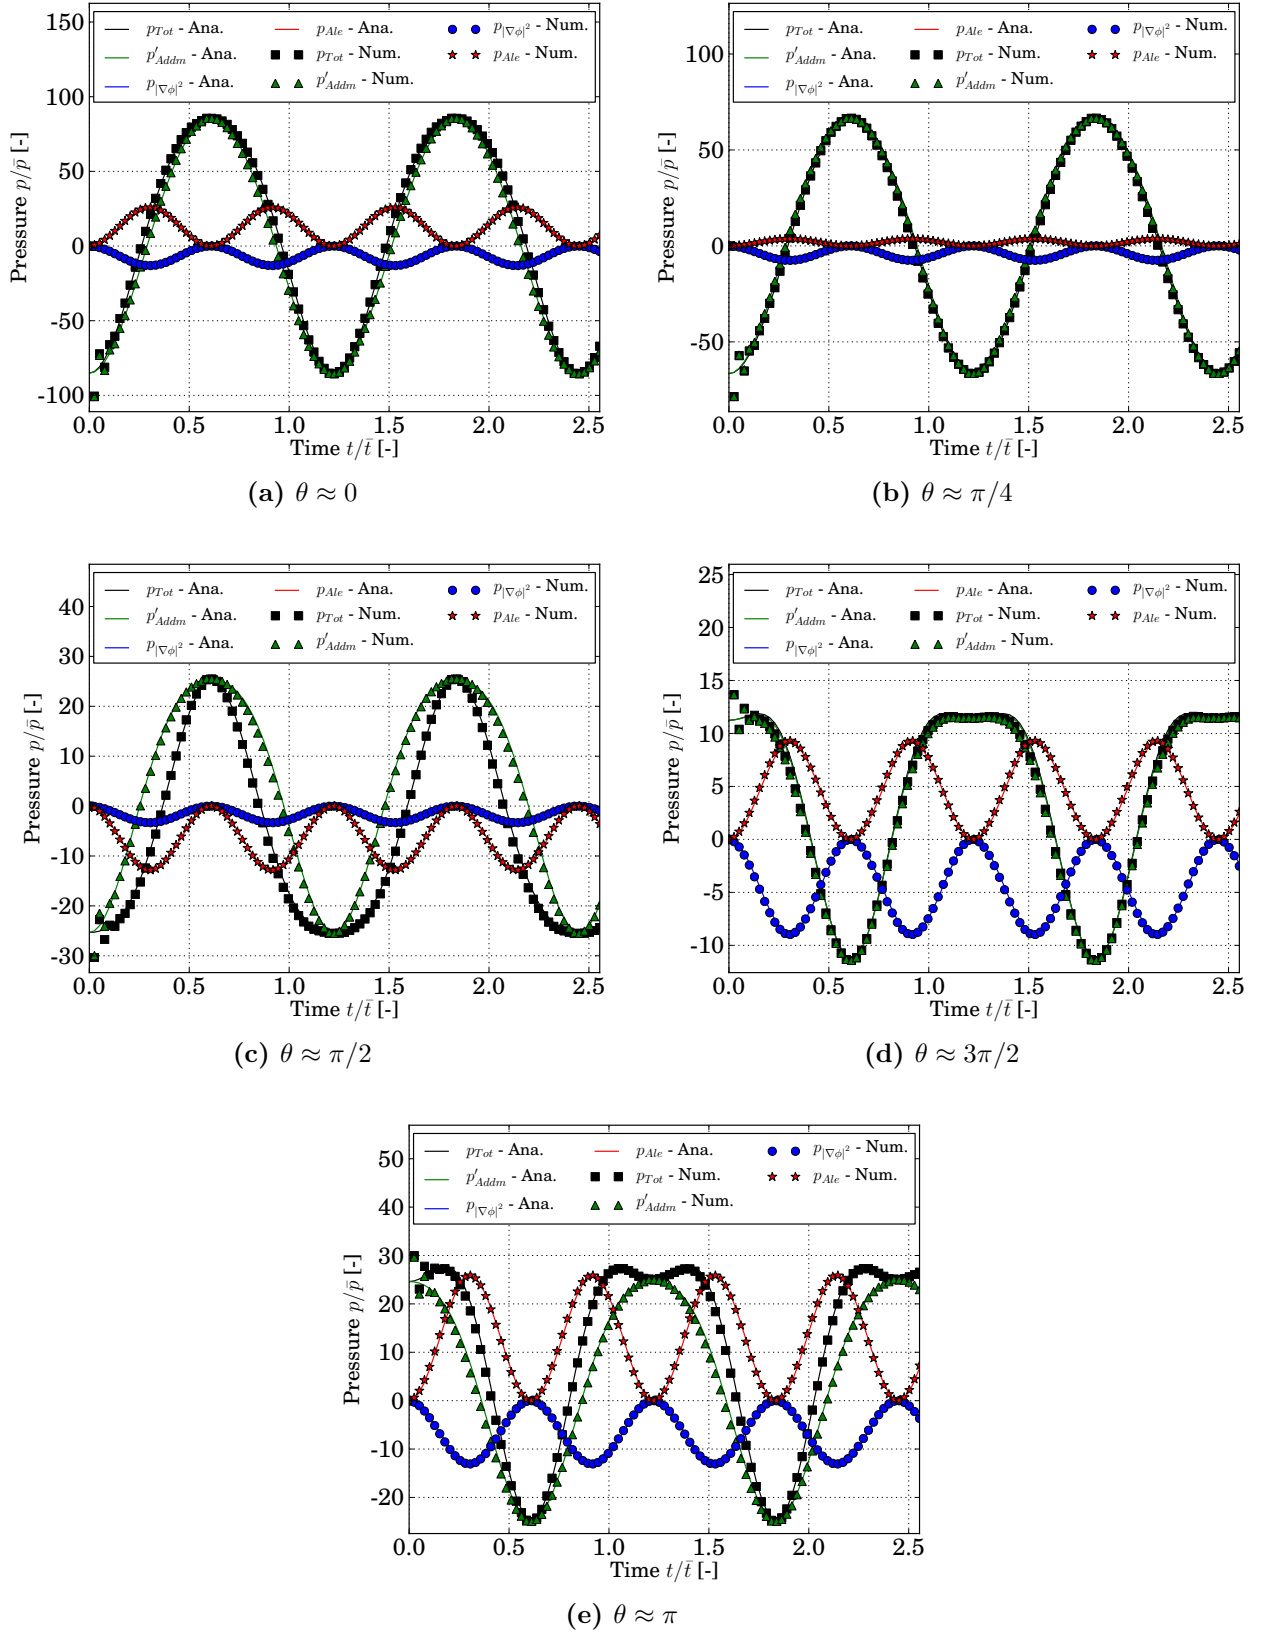 p_Tot - Ana.
p'_Addm - Ana.
p_|∇ϕ|² - Ana.
p_Ale - Ana.
p_Tot - Num.
p'_Addm - Num.
p_|∇ϕ|² - Num.
p_Ale - Num.
150
100
50
0
-50
-100
Pressure p/p̄ [-]
0.0 0.5 1.0 1.5 2.0 2.5
Time t/t̄ [-]
(a) θ ≈ 0
p_Tot - Ana.
p'_Addm - Ana.
p_|∇ϕ|² - Ana.
p_Ale - Ana.
p_Tot - Num.
p'_Addm - Num.
p_|∇ϕ|² - Num.
p_Ale - Num.
100
50
0
-50
Pressure p/p̄ [-]
0.0 0.5 1.0 1.5 2.0 2.5
Time t/t̄ [-]
(b) θ ≈ π/4
p_Tot - Ana.
p'_Addm - Ana.
p_|∇ϕ|² - Ana.
p_Ale - Ana.
p_Tot - Num.
p'_Addm - Num.
p_|∇ϕ|² - Num.
p_Ale - Num.
40
30
20
10
0
-10
-20
-30
Pressure p/p̄ [-]
0.0 0.5 1.0 1.5 2.0 2.5
Time t/t̄ [-]
(c) θ ≈ π/2
p_Tot - Ana.
p'_Addm - Ana.
p_|∇ϕ|² - Ana.
p_Ale - Ana.
p_Tot - Num.
p'_Addm - Num.
p_|∇ϕ|² - Num.
p_Ale - Num.
25
20
15
10
5
0
-5
-10
Pressure p/p̄ [-]
0.0 0.5 1.0 1.5 2.0 2.5
Time t/t̄ [-]
(d) θ ≈ 3π/2
p_Tot - Ana.
p'_Addm - Ana.
p_|∇ϕ|² - Ana.
p_Ale - Ana.
p_Tot - Num.
p'_Addm - Num.
p_|∇ϕ|² - Num.
p_Ale - Num.
50
40
30
20
10
0
-10
-20
Pressure p/p̄ [-]
0.0 0.5 1.0 1.5 2.0 2.5
Time t/t̄ [-]
(e) θ ≈ π